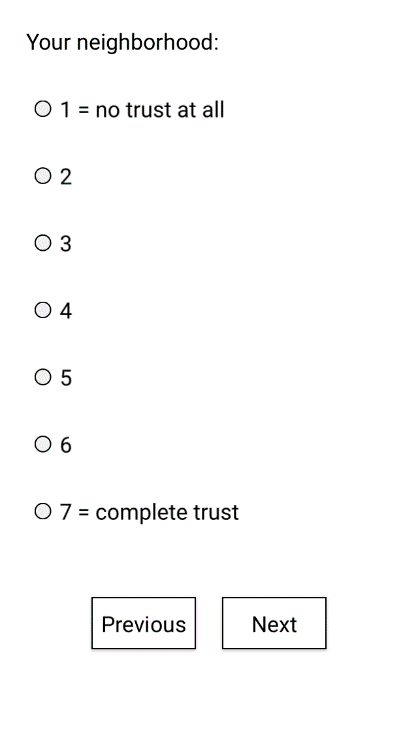 Your neighborhood:
1 = no trust at all
2
3
4
5
6
7 = complete trust
Previous
Next